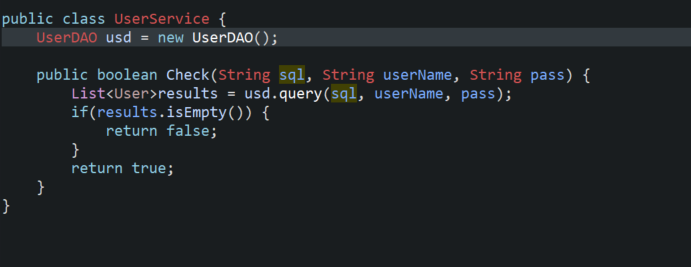 public class UserService {
    UserDAO usd = new UserDAO();
    public boolean Check(String sql, String userName, String pass) {
        List<User>results = usd.query(sql, userName, pass);
        if(results.isEmpty()) {
            return false;
        }
        return true;
    }
}